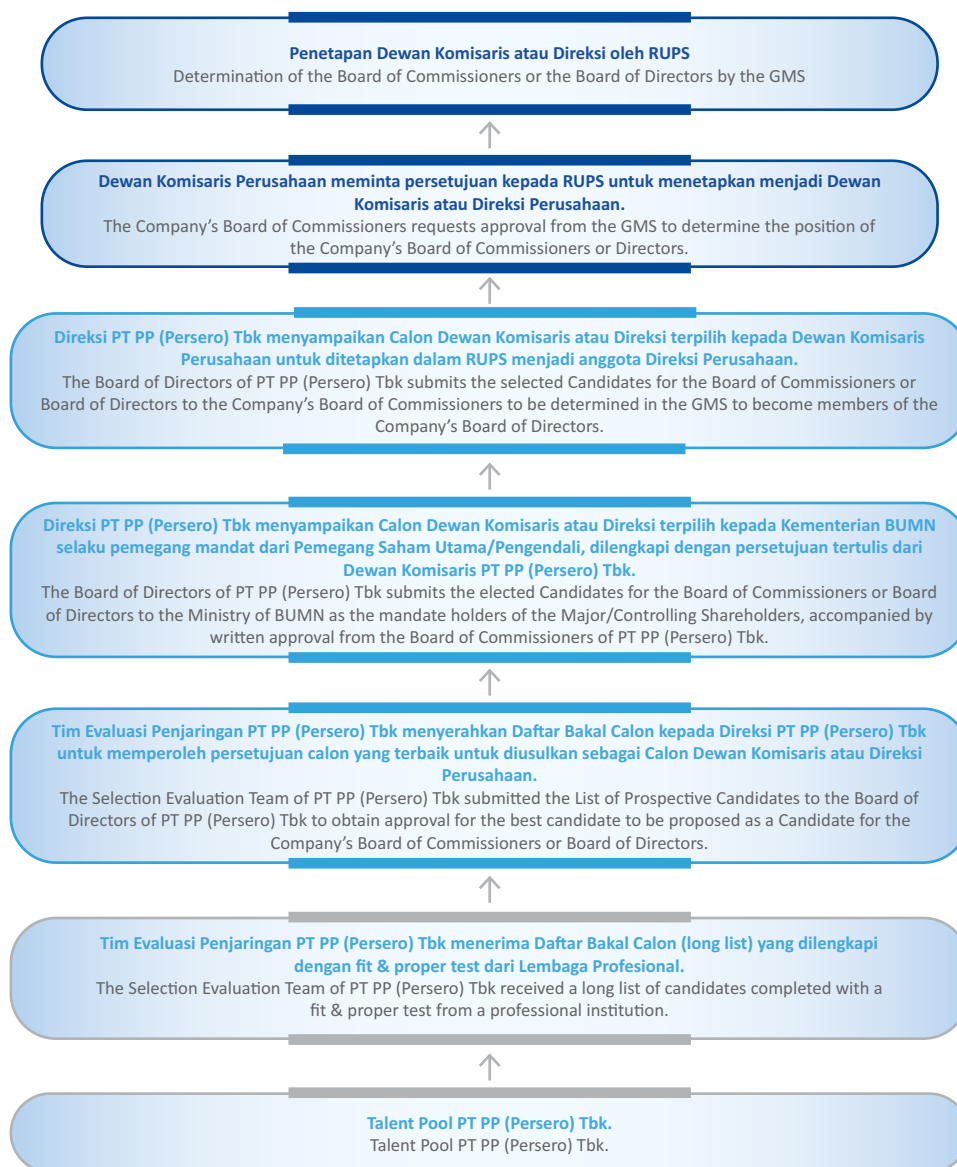 Penetapan Dewan Komisaris atau Direksi oleh RUPS
Determination of the Board of Commissioners or the Board of Directors by the GMS
Dewan Komisaris Perusahaan meminta persetujuan kepada RUPS untuk menetapkan menjadi Dewan
Komisaris atau Direksi Perusahaan.
The Company's Board of Commissioners requests approval from the GMS to determine the position of
the Company's Board of Commissioners or Directors.
Direksi PT PP (Persero) Tbk menyampaikan Calon Dewan Komisaris atau Direksi terpilih kepada Dewan Komisaris
Perusahaan untuk ditetapkan dalam RUPS menjadi anggota Direksi Perusahaan.
The Board of Directors of PT PP (Persero) Tbk submits the selected Candidates for the Board of Commissioners or
Board of Directors to the Company's Board of Commissioners to be determined in the GMS to become members of the
Company's Board of Directors.
Direksi PT PP (Persero) Tbk menyampaikan Calon Dewan Komisaris atau Direksi terpilih kepada Kementerian BUMN
selaku pemegang mandat dari Pemegang Saham Utama/Pengendali, dilengkapi dengan persetujuan tertulis dari
Dewan Komisaris PT PP (Persero) Tbk.
The Board of Directors of PT PP (Persero) Tbk submits the elected Candidates for the Board of Commissioners or Board
of Directors to the Ministry of BUMN as the mandate holders of the Major/Controlling Shareholders, accompanied by
written approval from the Board of Commissioners of PT PP (Persero) Tbk.
Tim Evaluasi Penjaringan PT PP (Persero) Tbk menyerahkan Daftar Bakal Calon kepada Direksi PT PP (Persero) Tbk
untuk memperoleh persetujuan calon yang terbaik untuk diusulkan sebagai Calon Dewan Komisaris atau Direksi
Perusahaan.
The Selection Evaluation Team of PT PP (Persero) Tbk submitted the List of Prospective Candidates to the Board of
Directors of PT PP (Persero) Tbk to obtain approval for the best candidate to be proposed as a Candidate for the
Company's Board of Commissioners or Board of Directors.
Tim Evaluasi Penjaringan PT PP (Persero) Tbk menerima Daftar Bakal Calon (long list) yang dilengkapi
dengan fit & proper test dari Lembaga Profesional.
The Selection Evaluation Team of PT PP (Persero) Tbk received a long list of candidates completed with a
fit & proper test from a professional institution.
Talent Pool PT PP (Persero) Tbk.
Talent Pool PT PP (Persero) Tbk.